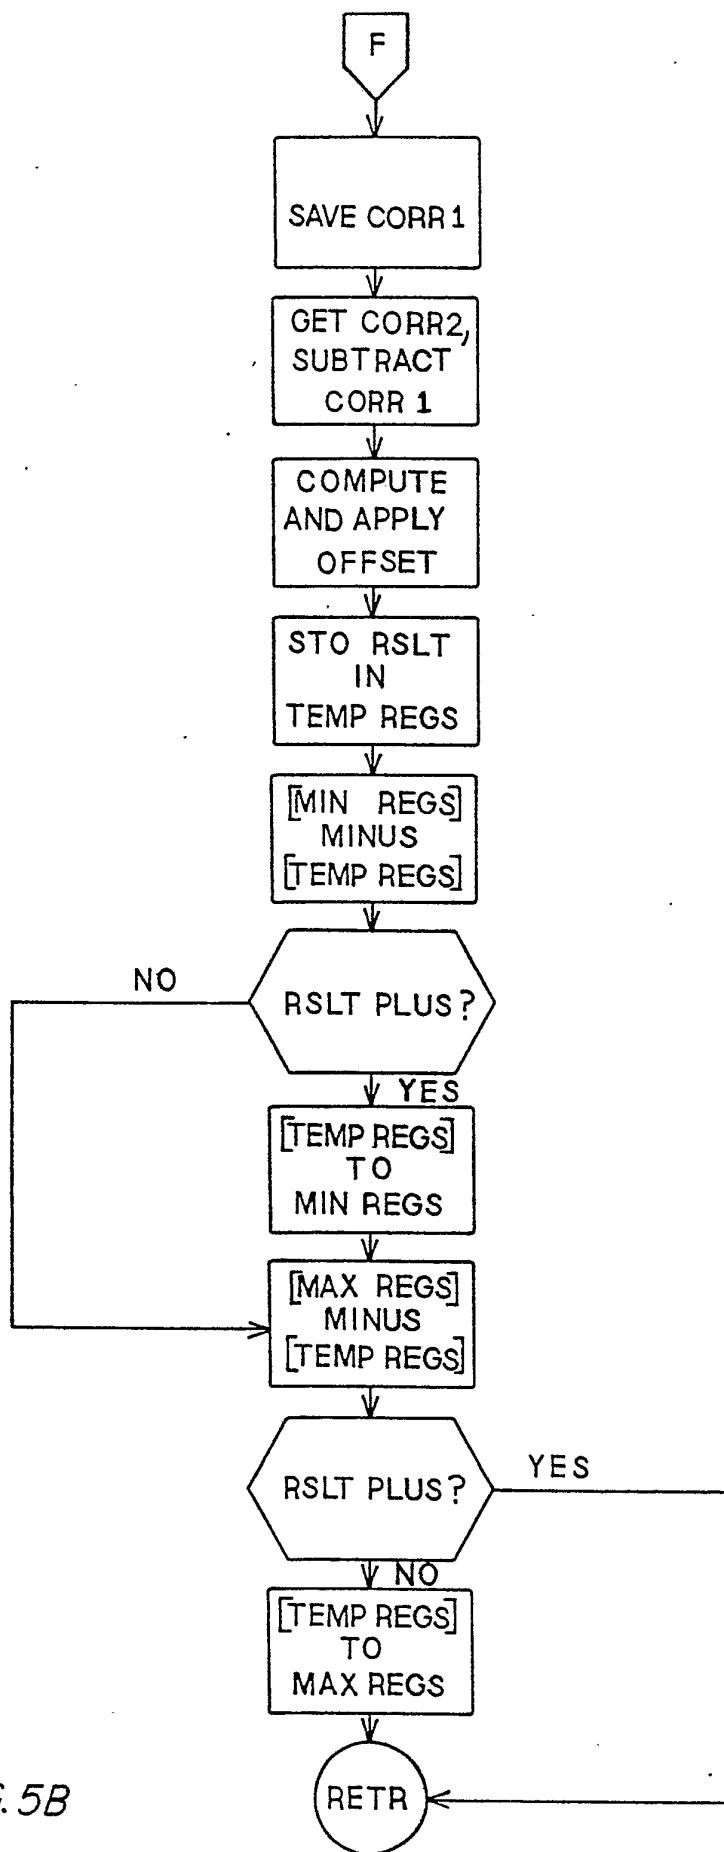 F
SAVE CORR 1
GET CORR2,
SUBTRACT
CORR 1
COMPUTE
AND APPLY
OFFSET
STO RSLT
IN
TEMP REGS
[MIN REGS]
MINUS
[TEMP REGS]
NO
RSLT PLUS?
YES
[TEMP REGS]
TO
MIN REGS
[MAX REGS]
MINUS
[TEMP REGS]
RSLT PLUS?
YES
NO
[TEMP REGS]
TO
MAX REGS
RETR
.5B